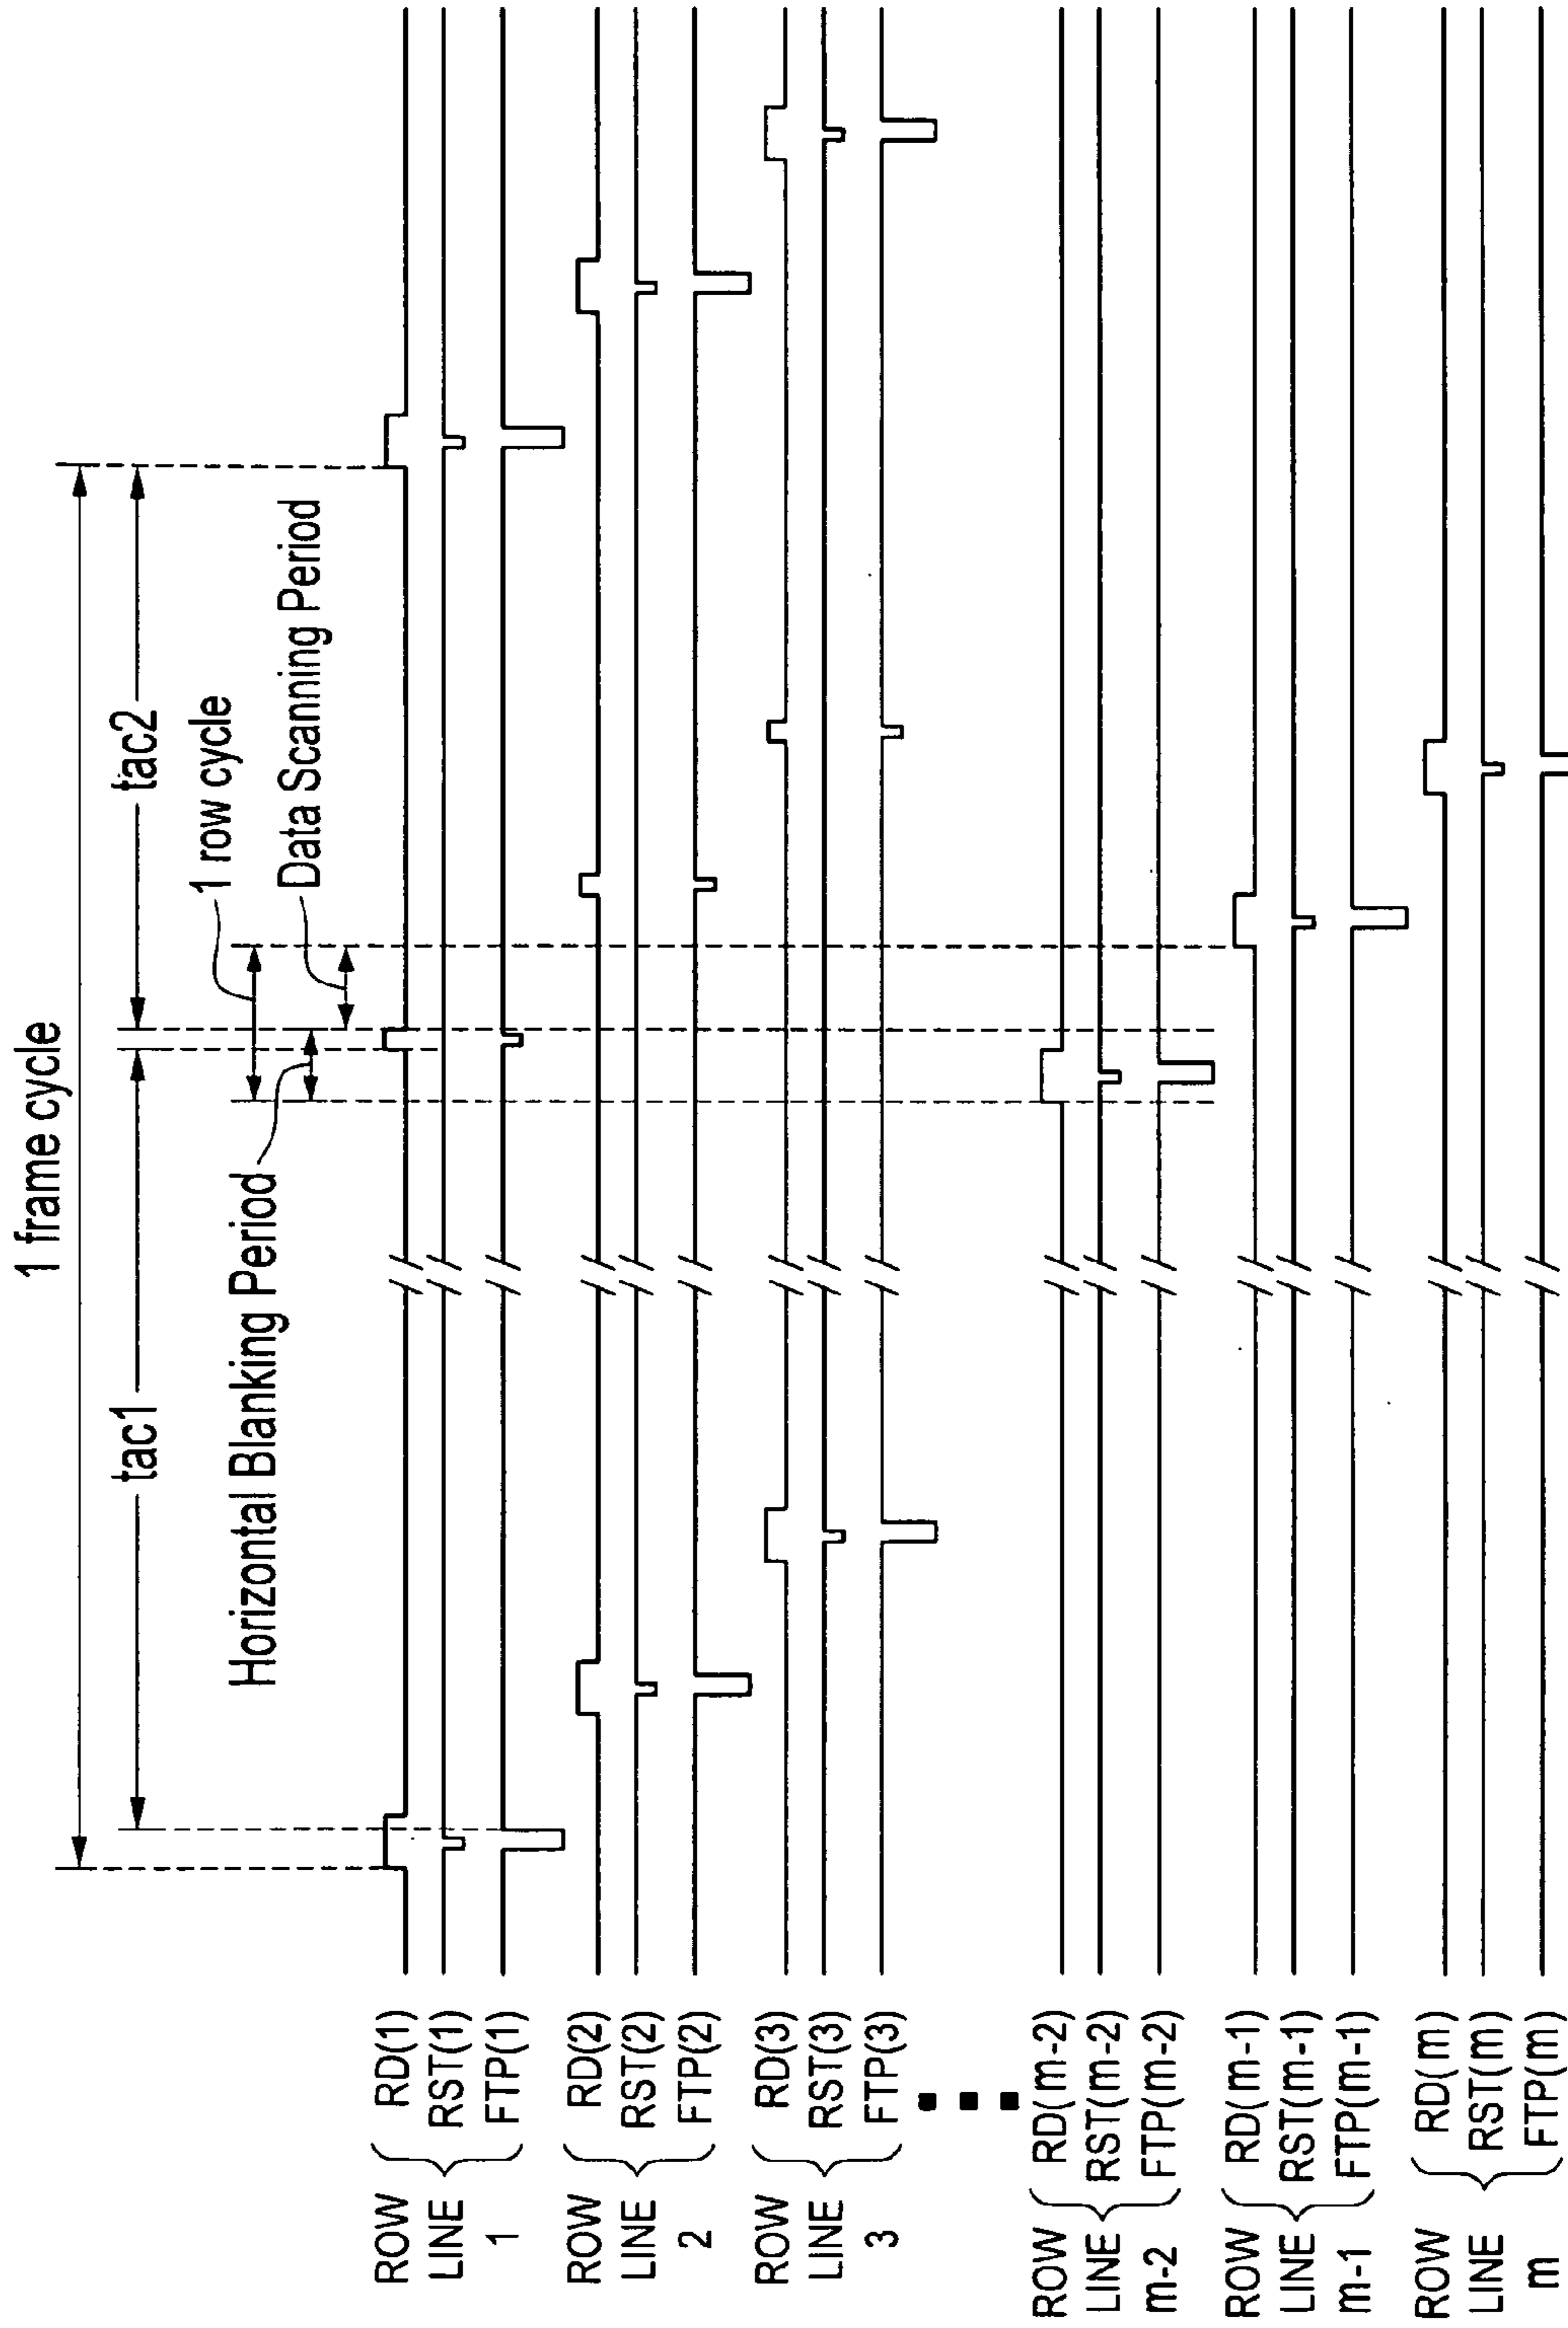 1 frame cycle
tac1
tac2
1 row cycle
Horizontal Blanking Period
Data Scanning Period
ROW LINE 1
RD(1)
RST(1)
FTP(1)
ROW LINE 2
RD(2)
RST(2)
FTP(2)
ROW LINE 3
RD(3)
RST(3)
FTP(3)
ROW LINE m-2
RD(m-2)
RST(m-2)
FTP(m-2)
ROW LINE m-1
RD(m-1)
RST(m-1)
FTP(m-1)
ROW LINE m
RD(m)
RST(m)
FTP(m)